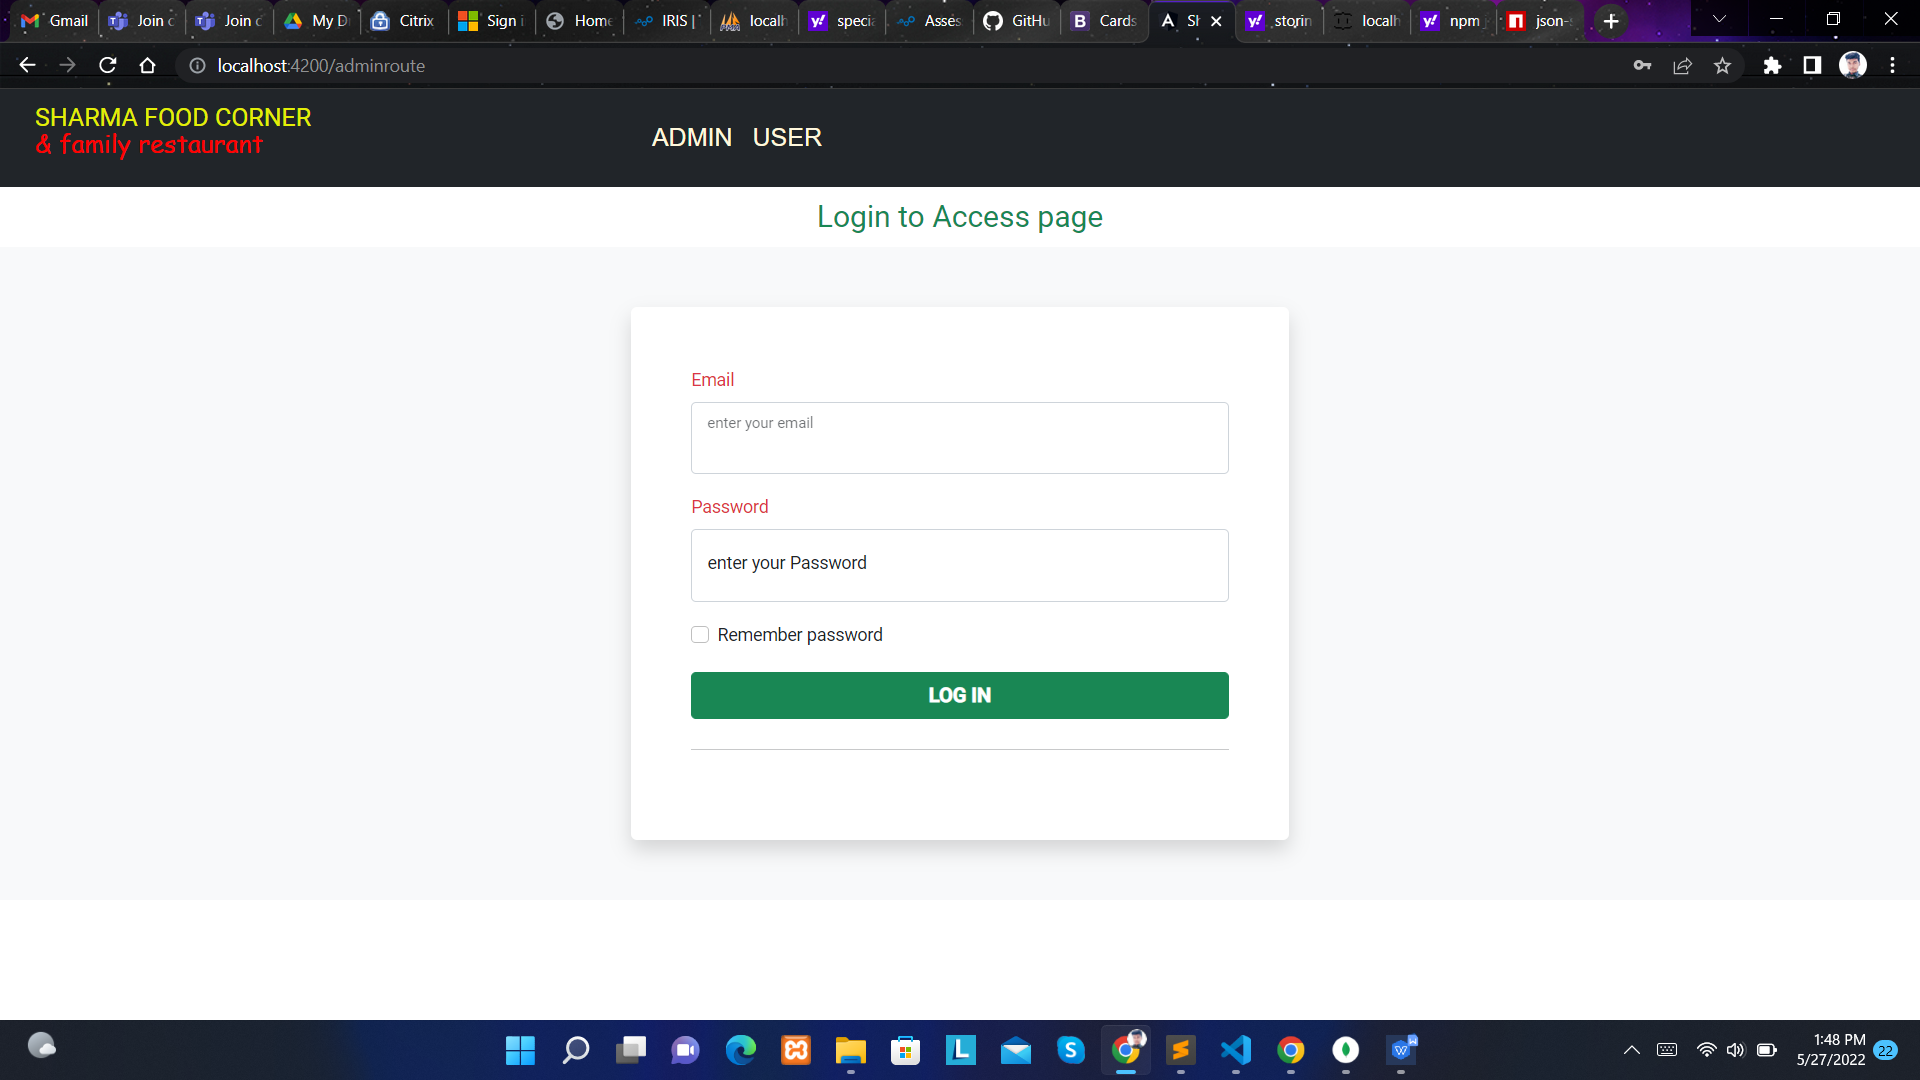 Gmail
Join
Join
My D
Citrix
Sign i
Home
IRIS |
localh
specia
Asses
GitHu
Cards
Sh
storin
localh
npm
json-
localhost:4200/adminroute
SHARMA FOOD CORNER
& family restaurant
ADMIN USER
Login to Access page
Email
enter your email
Password
enter your Password
Remember password
LOG IN
1:48 PM
5/27/2022
22